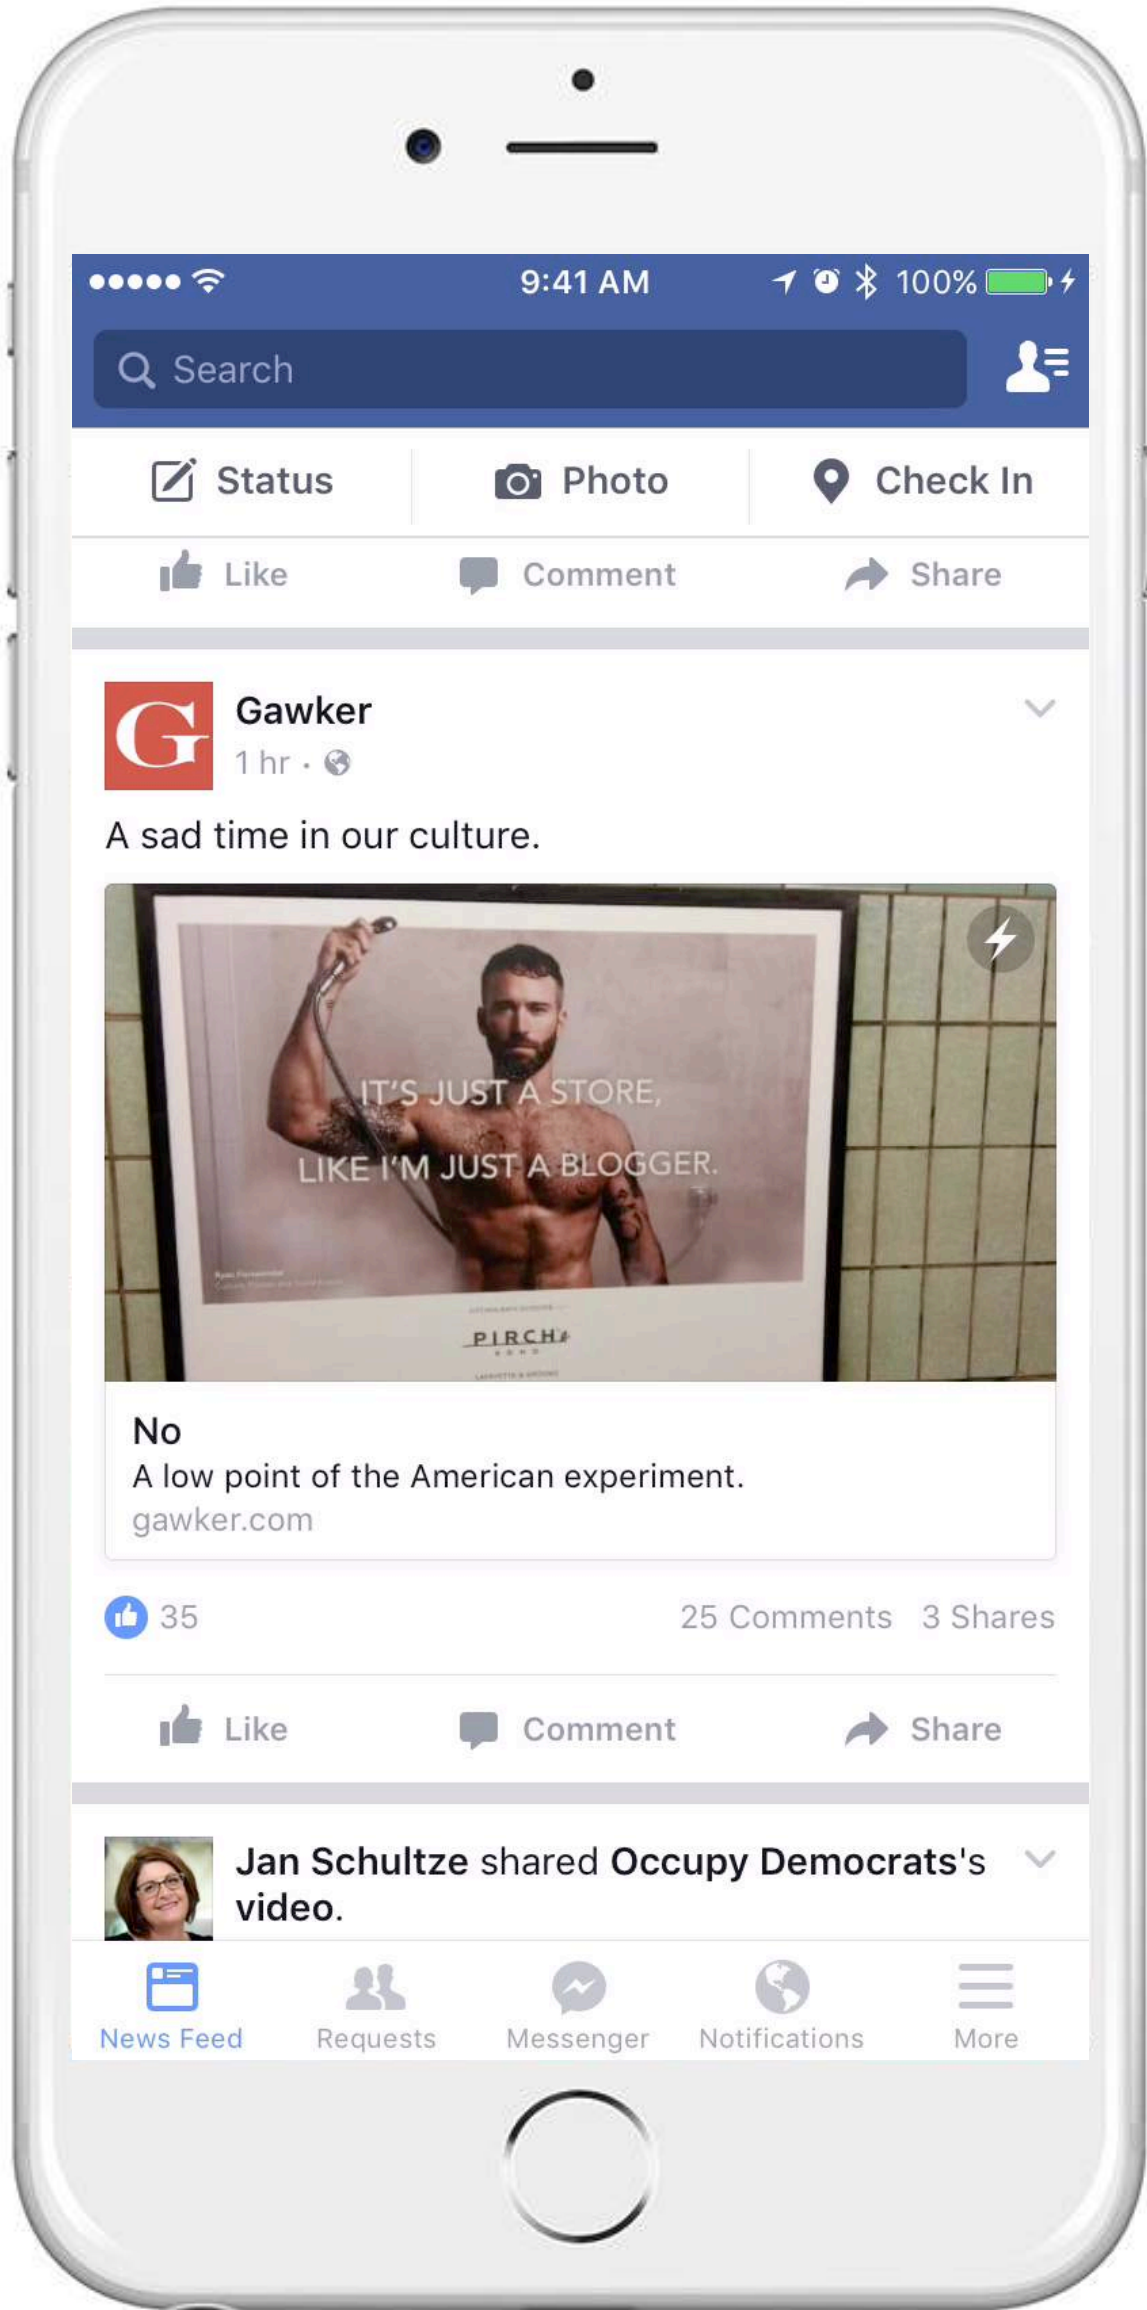 9:41 AM
100%
Search
Status
Photo
Check In
Like
Comment
Share
G
Gawker
1 hr ·
A sad time in our culture.
IT'S JUST A STORE,
LIKE I'M JUST A BLOGGER.
PIRCH
SOHO
No
A low point of the American experiment.
gawker.com
35
25 Comments
3 Shares
Like
Comment
Share
Jan Schultze shared Occupy Democrats's
video.
News Feed
Requests
Messenger
Notifications
More